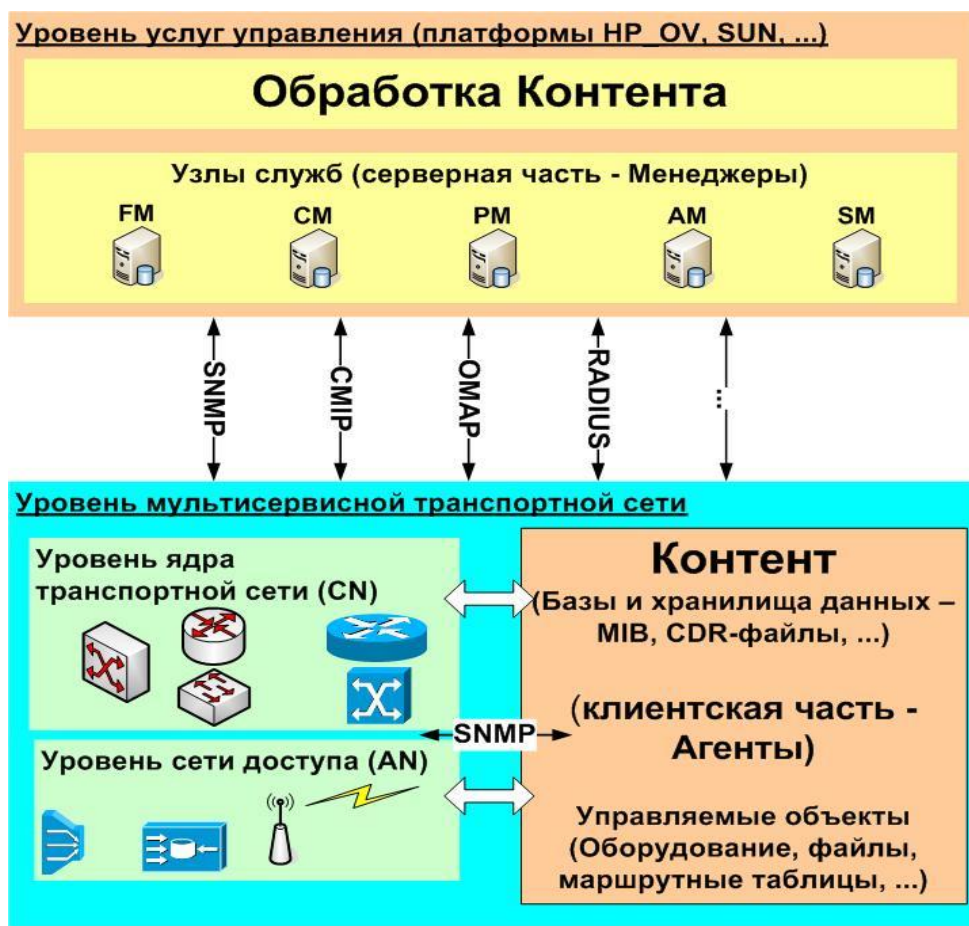 Уровень услуг управления (платформы HP_OV, SUN, ...)
Обработка Контента
Узлы служб (серверная часть - Менеджеры)
FM
CM
PM
AM
SM
SNMP
CMIP
OMAP
RADIUS
...
Уровень мультисервисной транспортной сети
Уровень ядра
транспортной сети (CN)
Контент
(Базы и хранилища данных –
MIB, CDR-файлы, ...)
(клиентская часть -
Агенты)
SNMP
Уровень сети доступа (AN)
Управляемые объекты
(Оборудование, файлы,
маршрутные таблицы, ...)